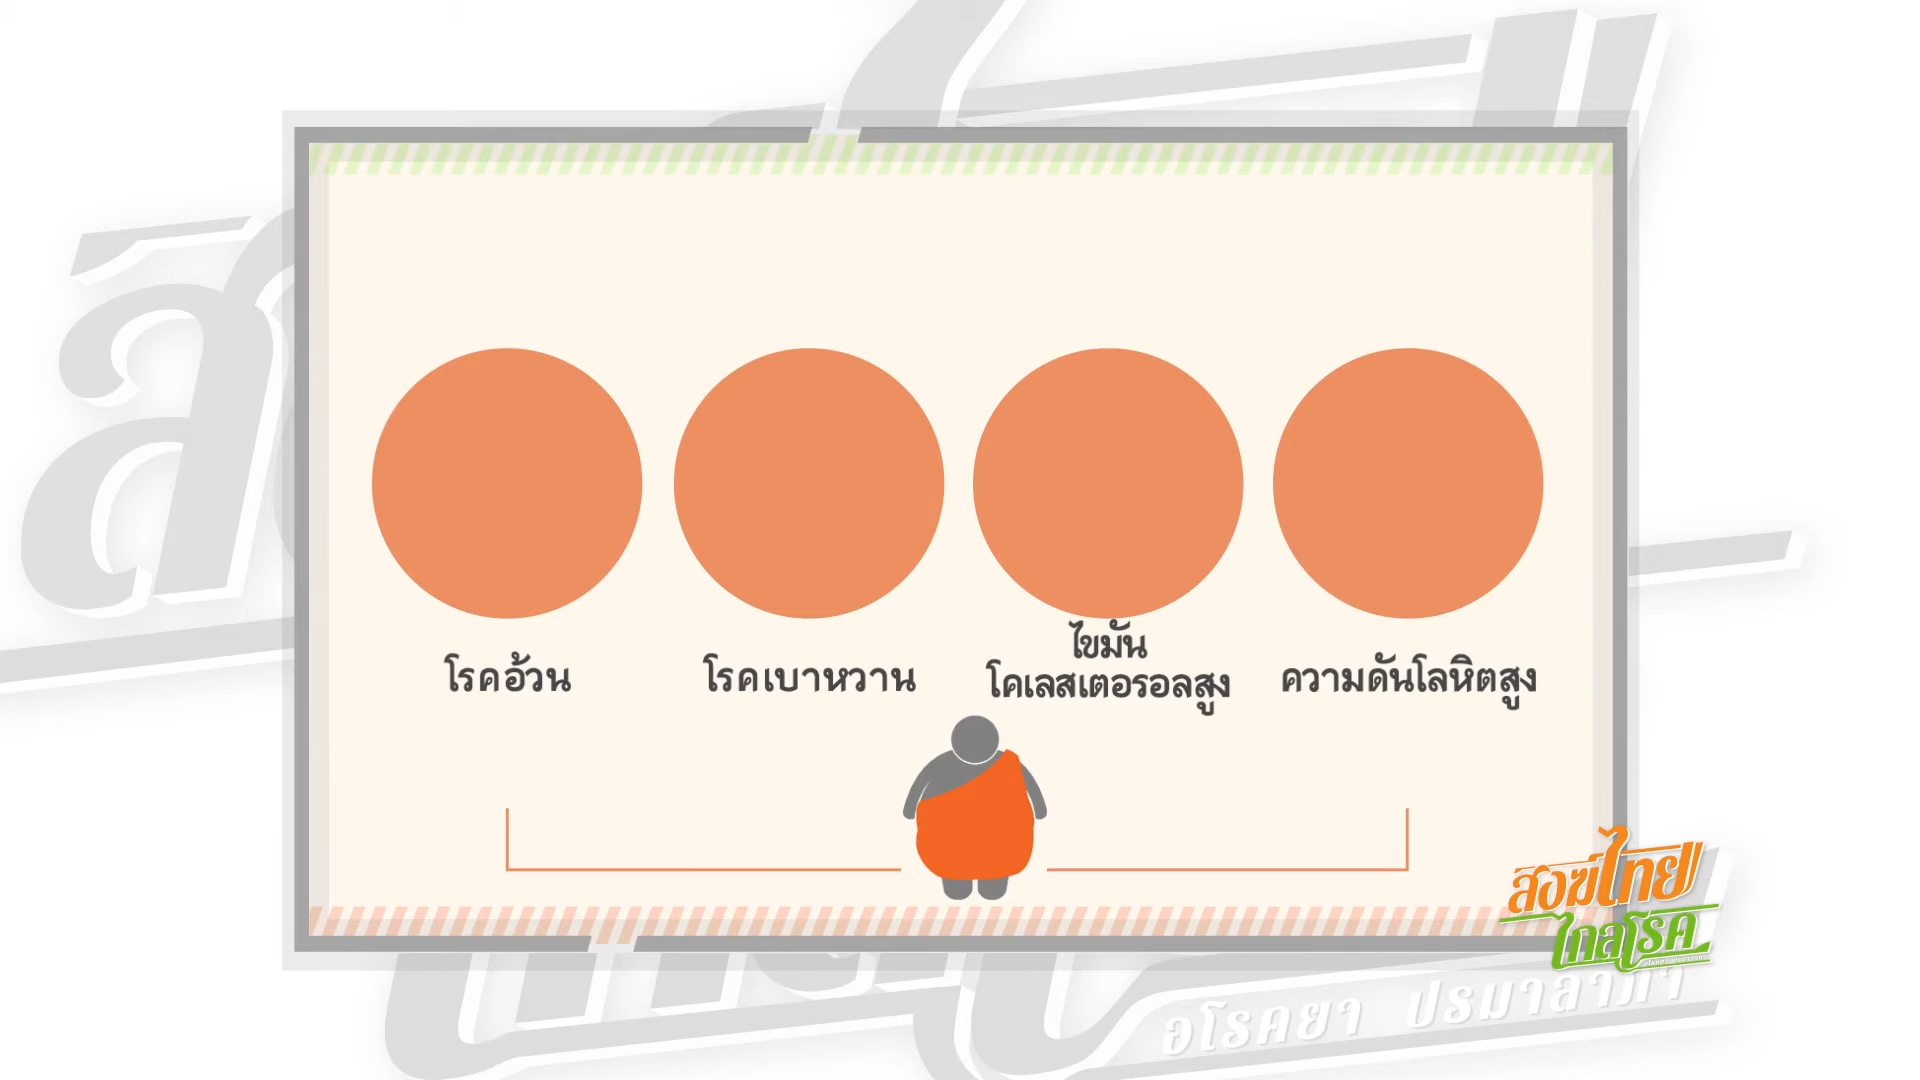 โรคอ้วน
โรคเบาหวาน
ไขมัน
โคเลสเตอรอลสูง
ความดันโลหิตสูง
สงฆ์ไทย
ไกลโรค
อโรคยา ปรมาลาภา